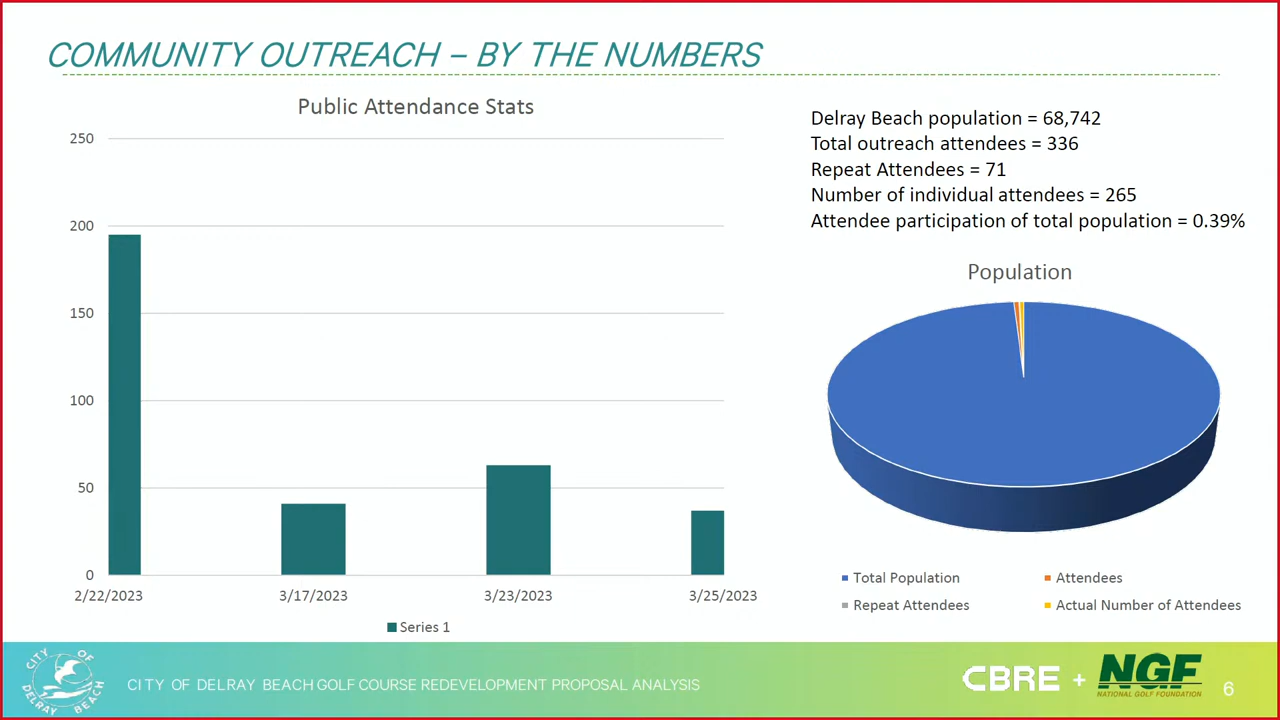 COMMUNITY OUTREACH – BY THE NUMBERS
Public Attendance Stats
250
200
150
100
50
0
2/22/2023 3/17/2023 3/23/2023 3/25/2023
Series 1
Delray Beach population = 68,742
Total outreach attendees = 336
Repeat Attendees = 71
Number of individual attendees = 265
Attendee participation of total population = 0.39%
Population
Total Population Attendees
Repeat Attendees Actual Number of Attendees
CITY OF
DELRAY BEACH
CITY OF DELRAY BEACH GOLF COURSE REDEVELOPMENT PROPOSAL ANALYSIS
CBRE + NGF
NATIONAL GOLF FOUNDATION
6